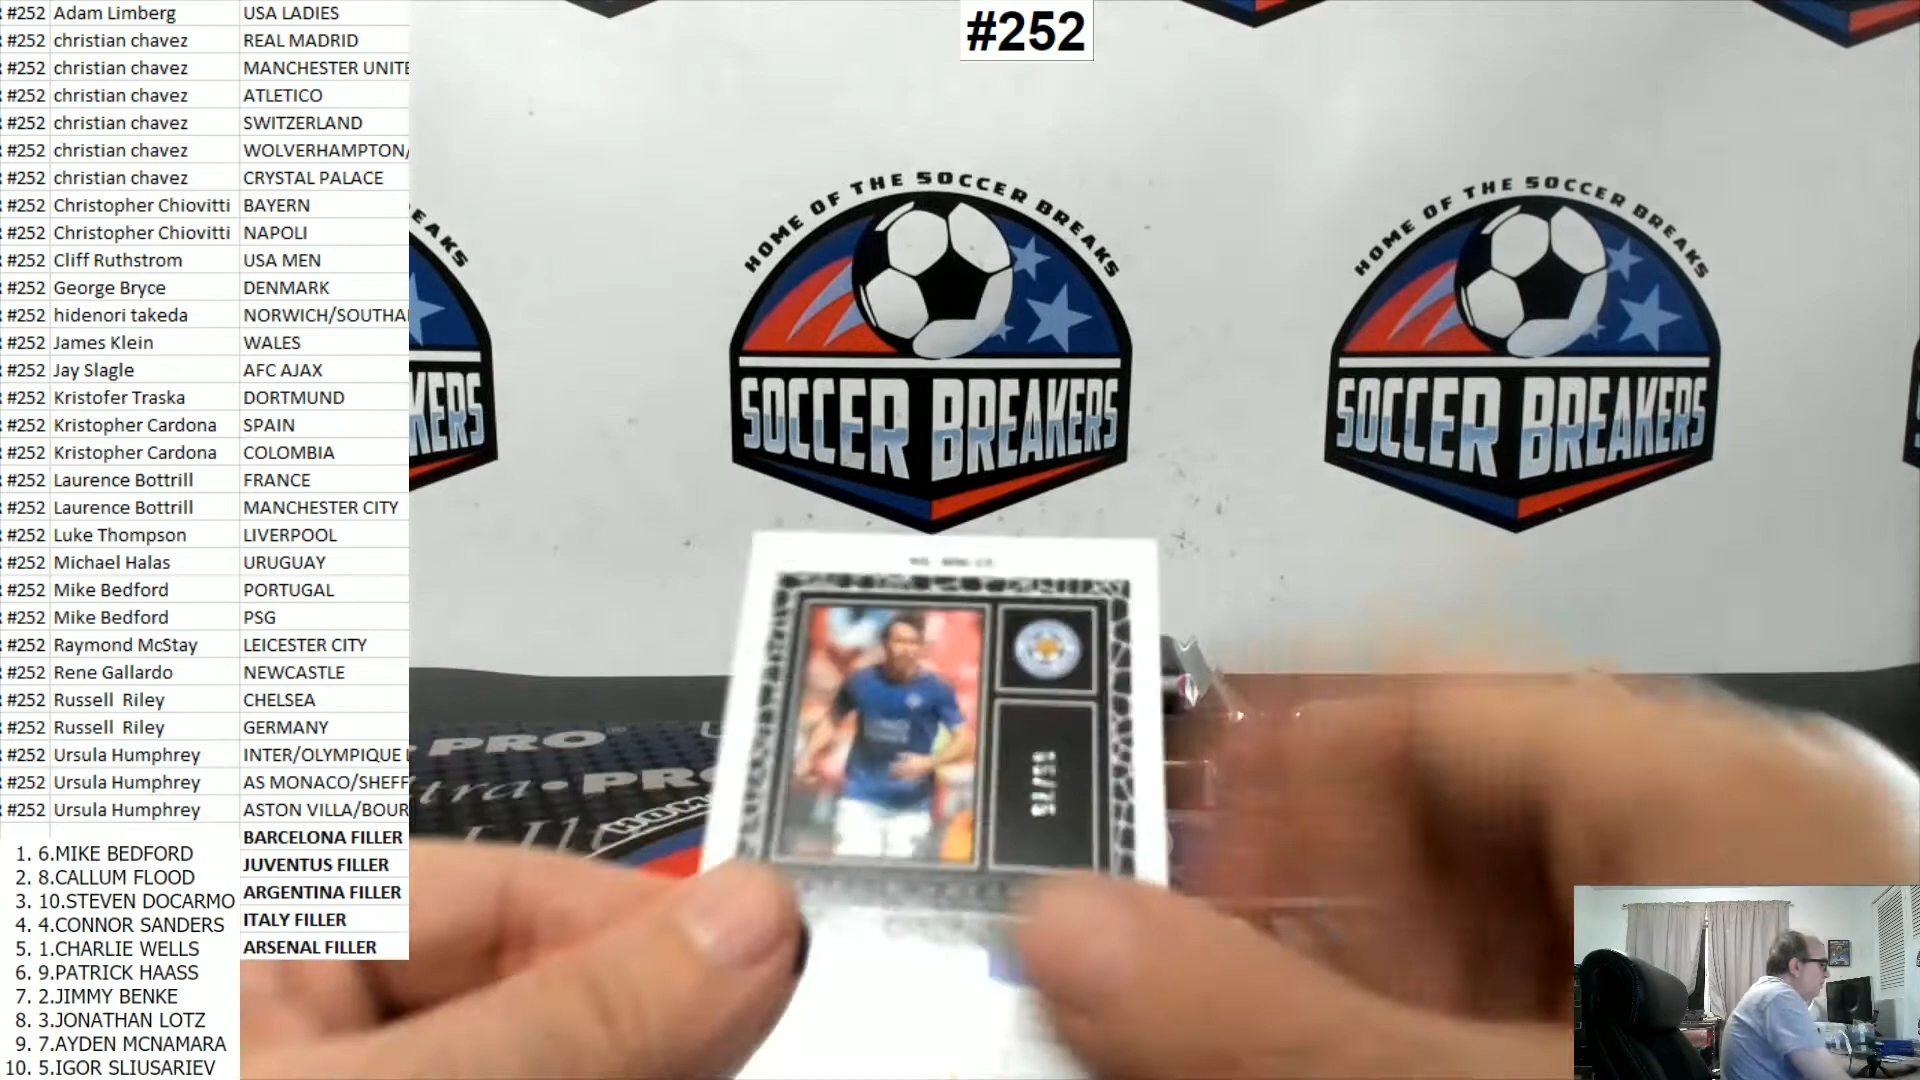 #252 Adam Limberg USA LADIES
#252 christian chavez REAL MADRID
#252 christian chavez MANCHESTER UNITE
#252 christian chavez ATLETICO
#252 christian chavez SWITZERLAND
#252 christian chavez WOLVERHAMPTON/
#252 christian chavez CRYSTAL PALACE
#252 Christopher Chiovitti BAYERN
#252 Christopher Chiovitti NAPOLI
#252 Cliff Ruthstrom USA MEN
#252 George Bryce DENMARK
#252 hidenori takeda NORWICH/SOUTHA
#252 James Klein WALES
#252 Jay Slagle AFC AJAX
#252 Kristofer Traska DORTMUND
#252 Kristopher Cardona SPAIN
#252 Kristopher Cardona COLOMBIA
#252 Laurence Bottrill FRANCE
#252 Laurence Bottrill MANCHESTER CITY
#252 Luke Thompson LIVERPOOL
#252 Michael Halas URUGUAY
#252 Mike Bedford PORTUGAL
#252 Mike Bedford PSG
#252 Raymond McStay LEICESTER CITY
#252 Rene Gallardo NEWCASTLE
#252 Russell Riley CHELSEA
#252 Russell Riley GERMANY
#252 Ursula Humphrey INTER/OLYMPIQUE
#252 Ursula Humphrey AS MONACO/SHEFF
#252 Ursula Humphrey ASTON VILLA/BOUR
BARCELONA FILLER
JUVENTUS FILLER
ARGENTINA FILLER
ITALY FILLER
ARSENAL FILLER
1. 6.MIKE BEDFORD
2. 8.CALLUM FLOOD
3. 10.STEVEN DOCARMO
4. 4.CONNOR SANDERS
5. 1.CHARLIE WELLS
6. 9.PATRICK HAASS
7. 2.JIMMY BENKE
8. 3.JONATHAN LOTZ
9. 7.AYDEN MCNAMARA
10. 5.IGOR SLIUSARIEV
#252
EAKS
KERS
HOME OF THE SOCCER BREAKS
SOCCER BREAKERS
HOME OF THE SOCCER BREAKS
SOCCER BREAKERS
PRO
tra PRO